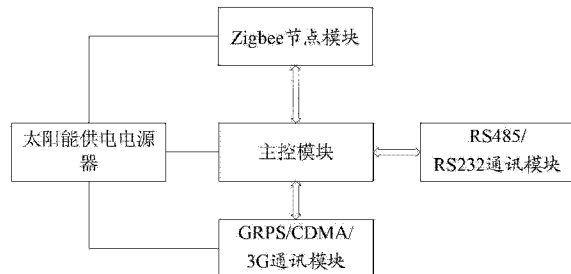 Zigbee节点模块
太阳能供电电源
器
主控模块
RS485/
RS232通讯模块
GRPS/CDMA/
3G通讯模块